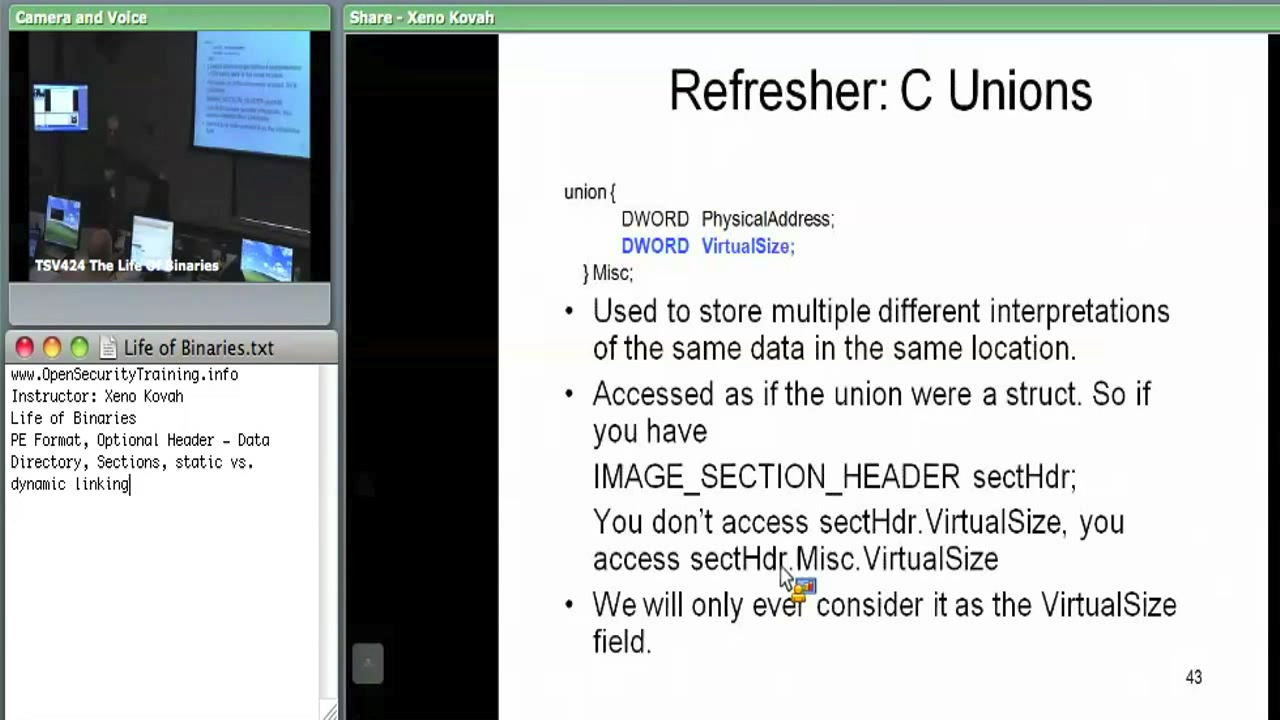 Camera and Voice
Share - Xeno Kovah
TSV424 The Life Of Binaries
Life of Binaries.txt
www.OpenSecurityTraining.info
Instructor: Xeno Kovah
Life of Binaries
PE Format, Optional Header – Data
Directory, Sections, static vs.
dynamic linking
Refresher: C Unions
union {
DWORD PhysicalAddress;
DWORD VirtualSize;
} Misc;
• Used to store multiple different interpretations
of the same data in the same location.
• Accessed as if the union were a struct. So if
you have
IMAGE_SECTION_HEADER sectHdr;
You don't access sectHdr.VirtualSize, you
access sectHdr.Misc.VirtualSize
• We will only ever consider it as the VirtualSize
field.
43